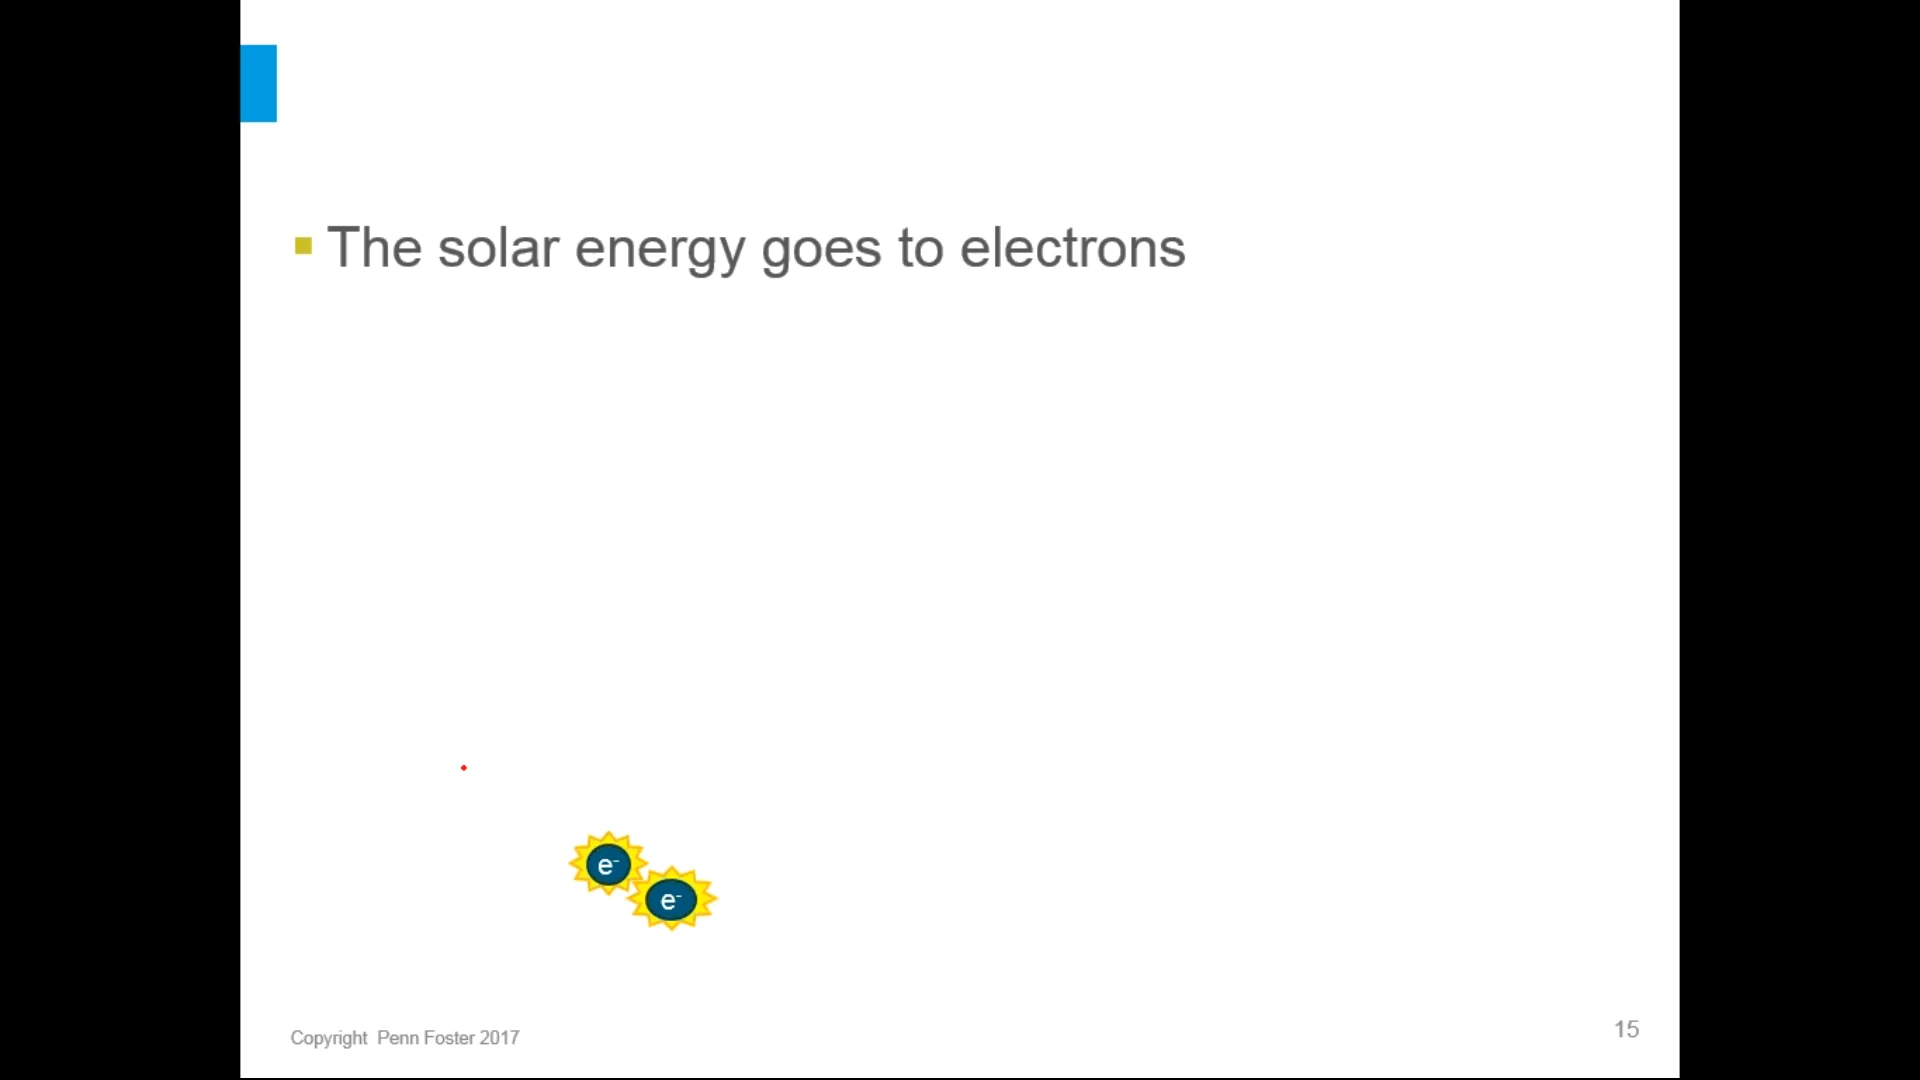 The solar energy goes to electrons
e⁻
e⁻
Copyright Penn Foster 2017
15